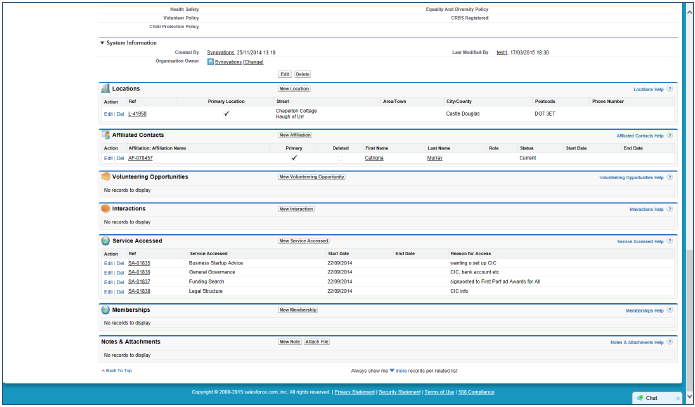 Health Safety Equality And Diversity Policy
Volunteer Policy CRBS Registered
Child Protection Policy
System Information
Created By Synovations, 25/11/2014 13:18 Last Modified By test1, 17/03/2015 16:30
Organisation Owner Synovations [Change]
Edit Delete
Locations New Location Locations Help ?
Action Ref Primary Location Street Area/Town City/County Postcode Phone Number
Edit | Del L-41958 ✓ Chapelton Cottage Castle Douglas DG7 3ET
Haugh of Urr
Affiliated Contacts New Affiliation Affiliated Contacts Help ?
Action Affiliation: Affiliation Name Primary Deleted First Name Last Name Role Status Start Date End Date
Edit | Del AF-078457 ✓ Catriona Murray Current
Volunteering Opportunities New Volunteering Opportunity Volunteering Opportunities Help ?
No records to display
Interactions New Interaction Interactions Help ?
No records to display
Service Accessed New Service Accessed Service Accessed Help ?
Action Ref Service Accessed Start Date End Date Reason for Access
Edit | Del SA-01835 Business Startup Advice 22/09/2014 wanting o set up CIC
Edit | Del SA-01836 General Governance 22/09/2014 CIC, bank account etc
Edit | Del SA-01837 Funding Search 22/09/2014 signposted to First Port ad Awards for All
Edit | Del SA-01838 Legal Structure 22/09/2014 CIC info
Memberships New Membership Memberships Help ?
No records to display
Notes & Attachments New Note Attach File Notes & Attachments Help ?
No records to display
Back To Top Always show me more records per related list
Copyright © 2000-2015 salesforce.com, inc. All rights reserved. | Privacy Statement | Security Statement | Terms of Use | 508 Compliance
Chat